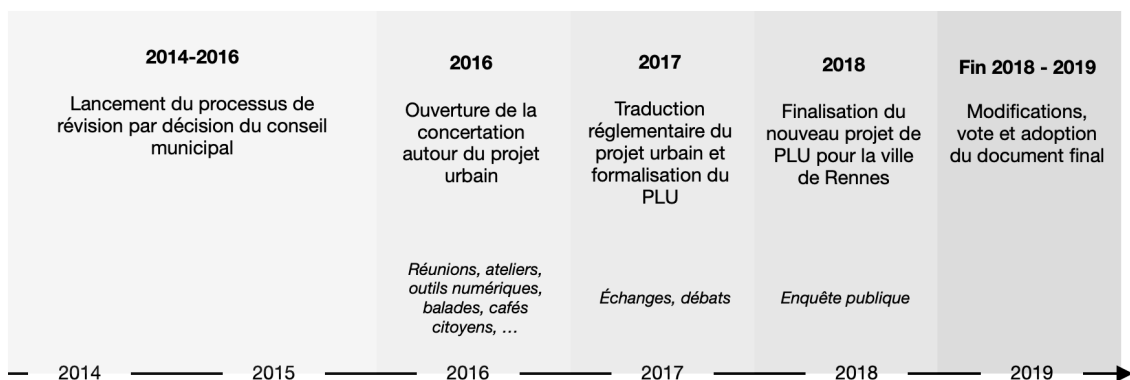 2014-2016
Lancement du processus de
révision par décision du conseil
municipal
2016
Ouverture de la
concertation
autour du projet
urbain
Réunions, ateliers,
outils numériques,
balades, cafés
citoyens, …
2017
Traduction
réglementaire du
projet urbain et
formalisation du
PLU
Échanges, débats
2018
Finalisation du
nouveau projet de
PLU pour la ville
de Rennes
Enquête publique
Fin 2018 - 2019
Modifications,
vote et adoption
du document final
2014 2015 2016 2017 2018 2019